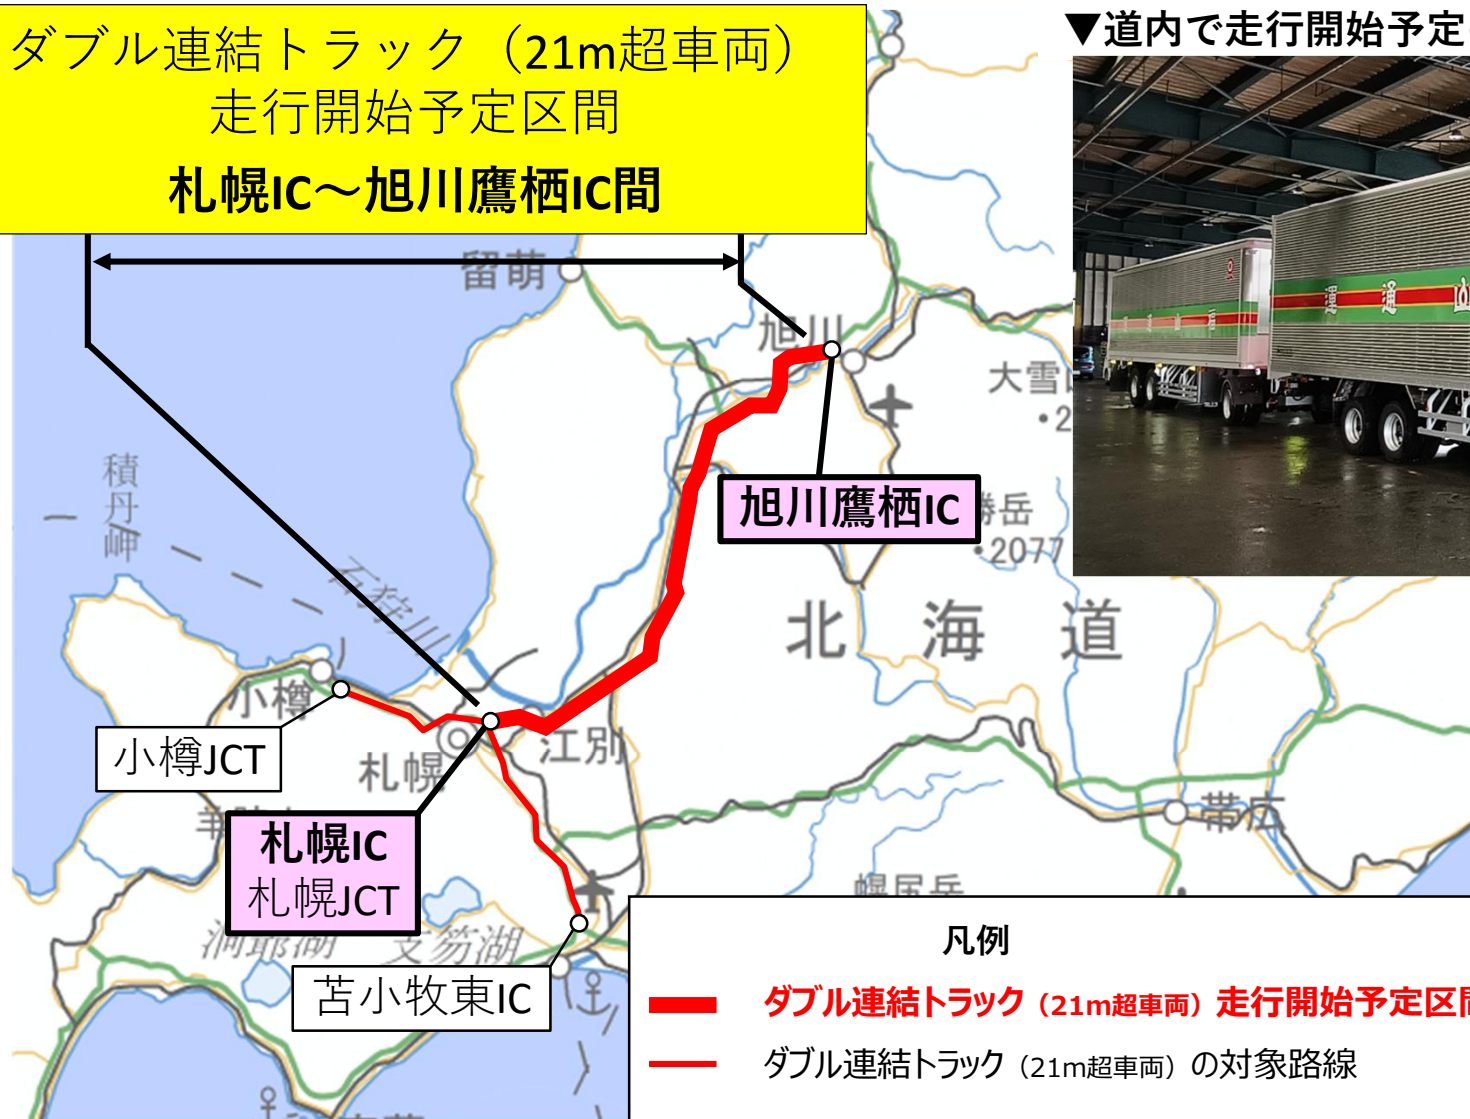 ダブル連結トラック（21m超車両）
走行開始予定区間
札幌IC～旭川鷹栖IC間
▼道内で走行開始予定
留萌
旭川
大雪
積丹岬
旭川鷹栖IC
勝岳
・2077
石狩川
北海道
小樽
小樽JCT
江別
札幌
札幌IC
札幌JCT
帯広
幌尻岳
洞爺湖
支笏湖
苫小牧東IC
凡例
ダブル連結トラック（21m超車両）走行開始予定区間
ダブル連結トラック（21m超車両）の対象路線